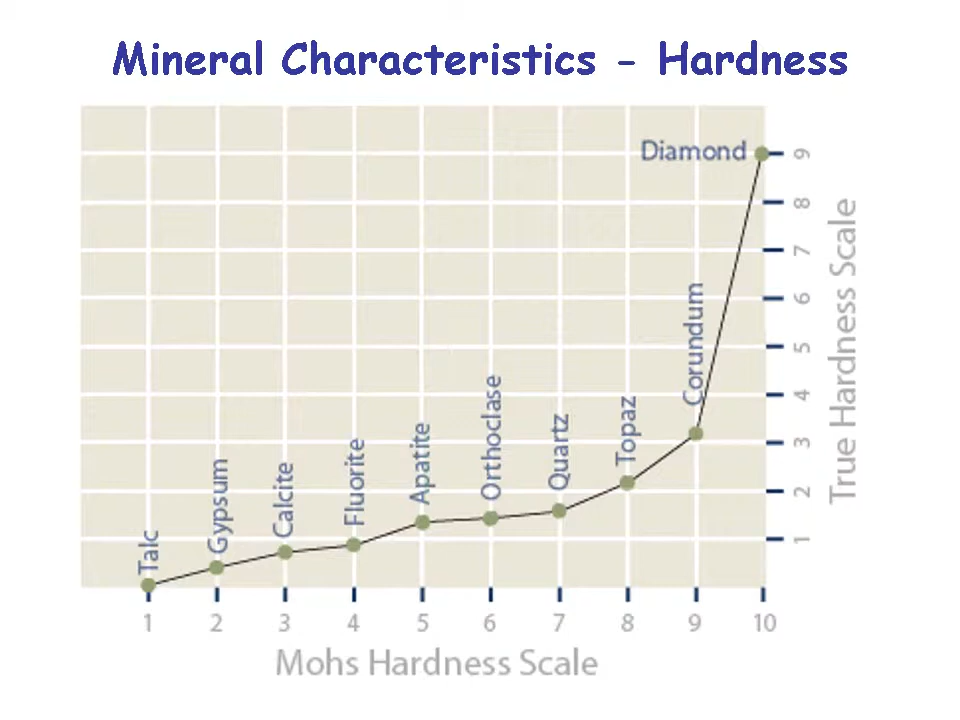 Mineral Characteristics - Hardness
Diamond
Corundum
Topaz
Quartz
Orthoclase
Apatite
Fluorite
Calcite
Gypsum
Talc
9
8
7
6
5
4
3
2
1
True Hardness Scale
1 2 3 4 5 6 7 8 9 10
Mohs Hardness Scale